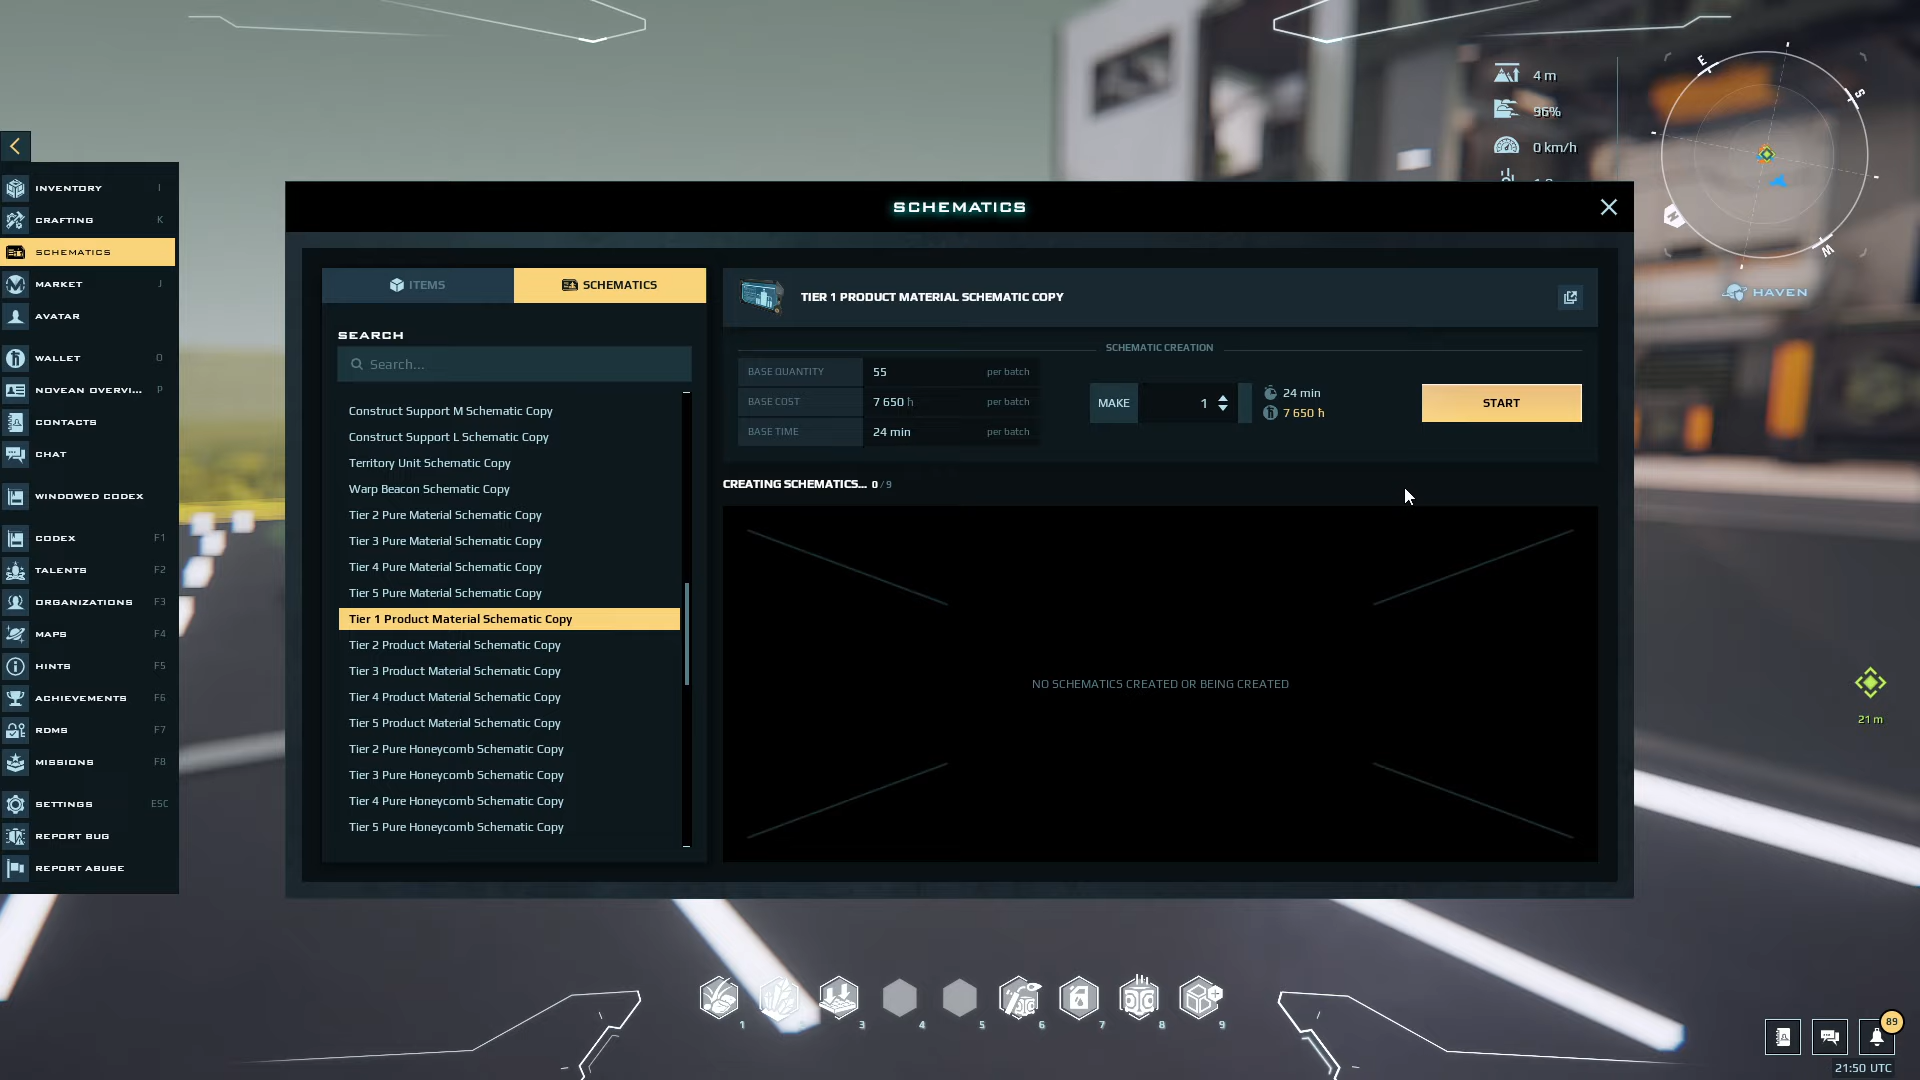 4 m
96%
0 km/h
E
S
N
W
HAVEN
INVENTORY I
CRAFTING K
SCHEMATICS
MARKET J
AVATAR
WALLET O
NOVEAN OVERVI... P
CONTACTS
CHAT
WINDOWED CODEX
CODEX F1
TALENTS F2
ORGANIZATIONS F3
MAPS F4
HINTS F5
ACHIEVEMENTS F6
RDMS F7
MISSIONS F8
SETTINGS ESC
REPORT BUG
REPORT ABUSE
SCHEMATICS
ITEMS
SCHEMATICS
SEARCH
Search...
Construct Support M Schematic Copy
Construct Support L Schematic Copy
Territory Unit Schematic Copy
Warp Beacon Schematic Copy
Tier 2 Pure Material Schematic Copy
Tier 3 Pure Material Schematic Copy
Tier 4 Pure Material Schematic Copy
Tier 5 Pure Material Schematic Copy
Tier 1 Product Material Schematic Copy
Tier 2 Product Material Schematic Copy
Tier 3 Product Material Schematic Copy
Tier 4 Product Material Schematic Copy
Tier 5 Product Material Schematic Copy
Tier 2 Pure Honeycomb Schematic Copy
Tier 3 Pure Honeycomb Schematic Copy
Tier 4 Pure Honeycomb Schematic Copy
Tier 5 Pure Honeycomb Schematic Copy
TIER 1 PRODUCT MATERIAL SCHEMATIC COPY
SCHEMATIC CREATION
BASE QUANTITY 55 per batch
BASE COST 7 650 ħ per batch
BASE TIME 24 min per batch
MAKE 1
24 min
7 650 ħ
START
CREATING SCHEMATICS... 0 / 9
NO SCHEMATICS CREATED OR BEING CREATED
21 m
1
2
3
4
5
6
7
8
9
89
21:50 UTC